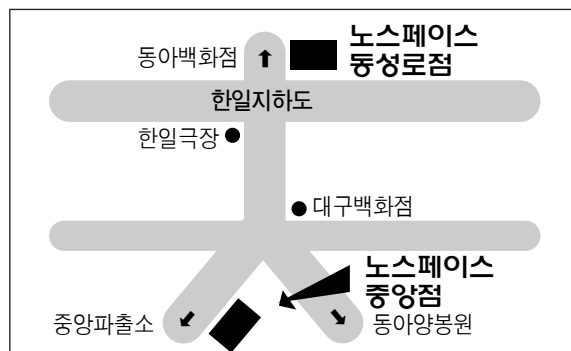 노스페이스
동성로점
동아백화점
한일지하도
한일극장
대구백화점
노스페이스
중앙점
중앙파출소
동아양봉원